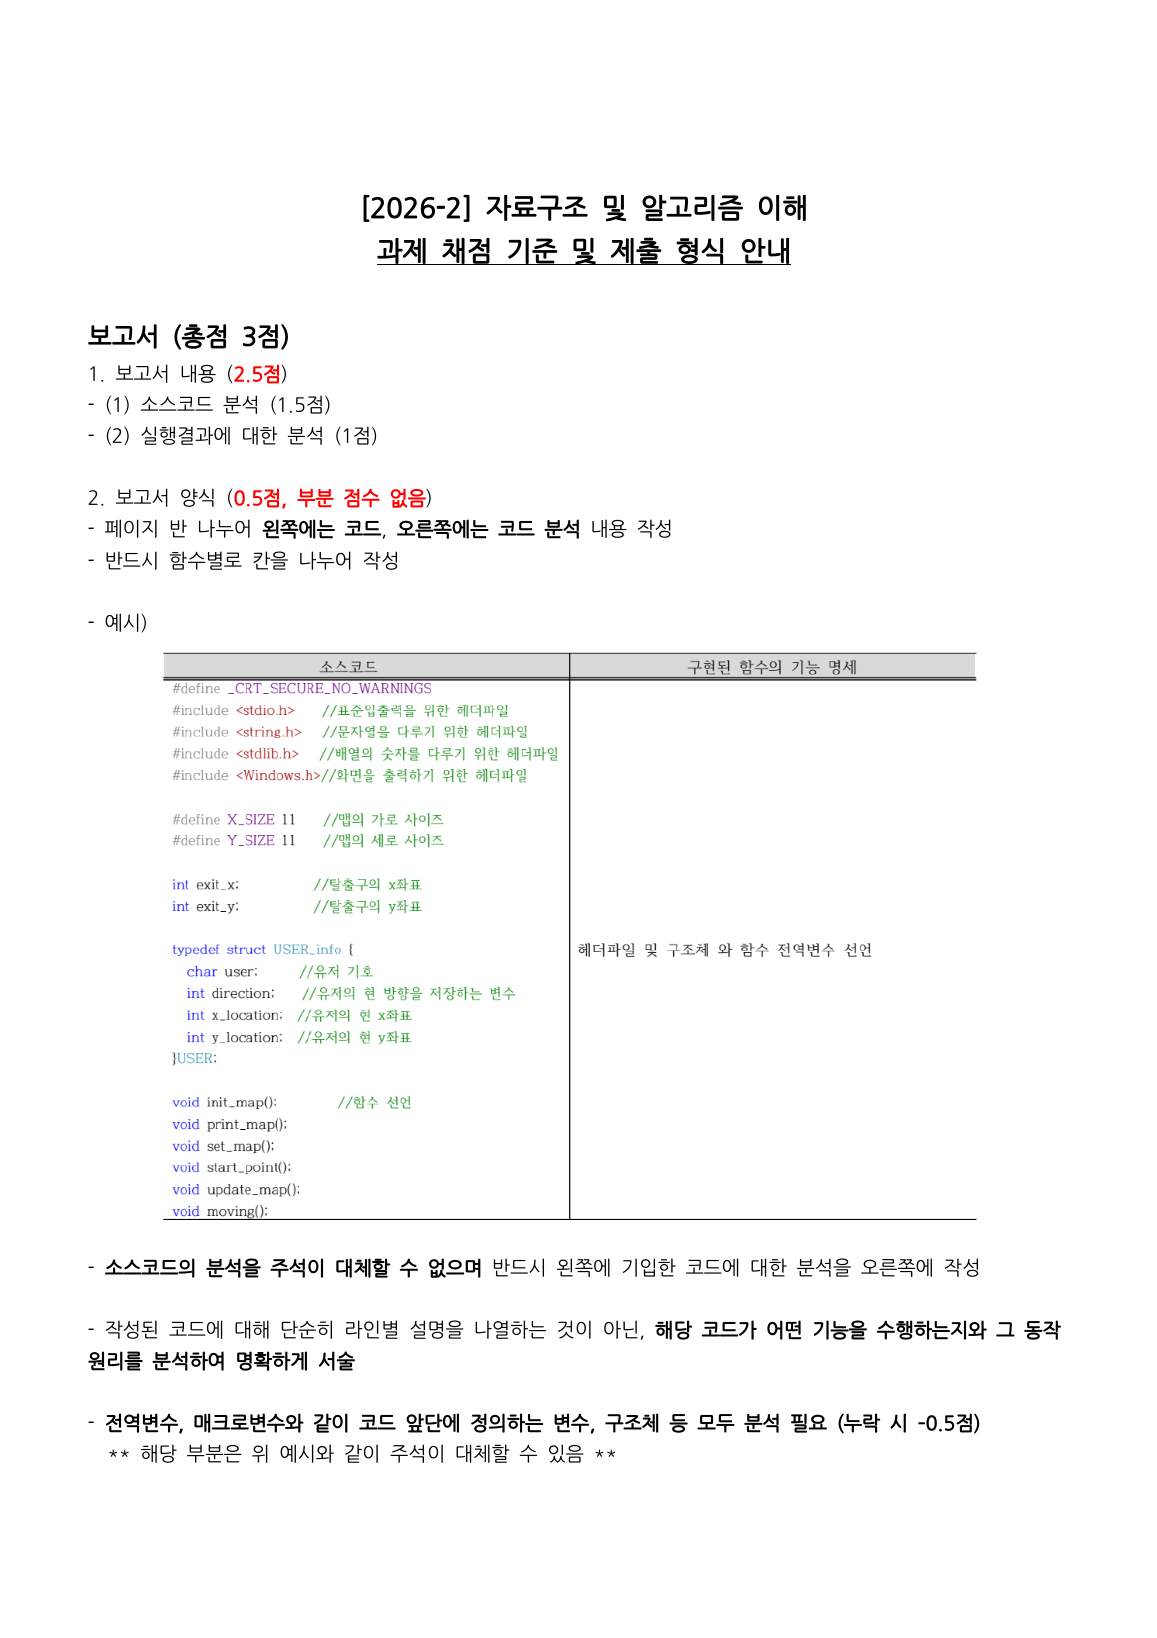 [2026-2] 자료구조 및 알고리즘 이해
과제 채점 기준 및 제출 형식 안내
보고서 (총점 3점)
1. 보고서 내용 (2.5점)
- (1) 소스코드 분석 (1.5점)
- (2) 실행결과에 대한 분석 (1점)
2. 보고서 양식 (0.5점, 부분 점수 없음)
- 페이지 반 나누어 왼쪽에는 코드, 오른쪽에는 코드 분석 내용 작성
- 반드시 함수별로 칸을 나누어 작성
- 예시)
소스코드 구현된 함수의 기능 명세
#define _CRT_SECURE_NO_WARNINGS
#include <stdio.h> //표준입출력을 위한 헤더파일
#include <string.h> //문자열을 다루기 위한 헤더파일
#include <stdlib.h> //배열의 숫자를 다루기 위한 헤더파일
#include <Windows.h>//화면을 출력하기 위한 헤더파일
#define X_SIZE 11 //맵의 가로 사이즈
#define Y_SIZE 11 //맵의 세로 사이즈
int exit_x; //탈출구의 x좌표
int exit_y; //탈출구의 y좌표
typedef struct USER_info { 헤더파일 및 구조체 와 함수 전역변수 선언
char user; //유저 기호
int direction; //유저의 현 방향을 저장하는 변수
int x_location; //유저의 현 x좌표
int y_location; //유저의 현 y좌표
}USER;
void init_map(); //함수 선언
void print_map();
void set_map();
void start_point();
void update_map();
void moving();
- 소스코드의 분석을 주석이 대체할 수 없으며 반드시 왼쪽에 기입한 코드에 대한 분석을 오른쪽에 작성
- 작성된 코드에 대해 단순히 라인별 설명을 나열하는 것이 아닌, 해당 코드가 어떤 기능을 수행하는지와 그 동작
원리를 분석하여 명확하게 서술
- 전역변수, 매크로변수와 같이 코드 앞단에 정의하는 변수, 구조체 등 모두 분석 필요 (누락 시 -0.5점)
** 해당 부분은 위 예시와 같이 주석이 대체할 수 있음 **